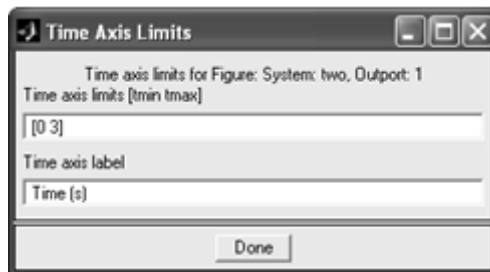 Time Axis Limits
Time axis limits for Figure: System: two, Outport: 1
Time axis limits [tmin tmax]
[0 3]
Time axis label
Time (s)
Done